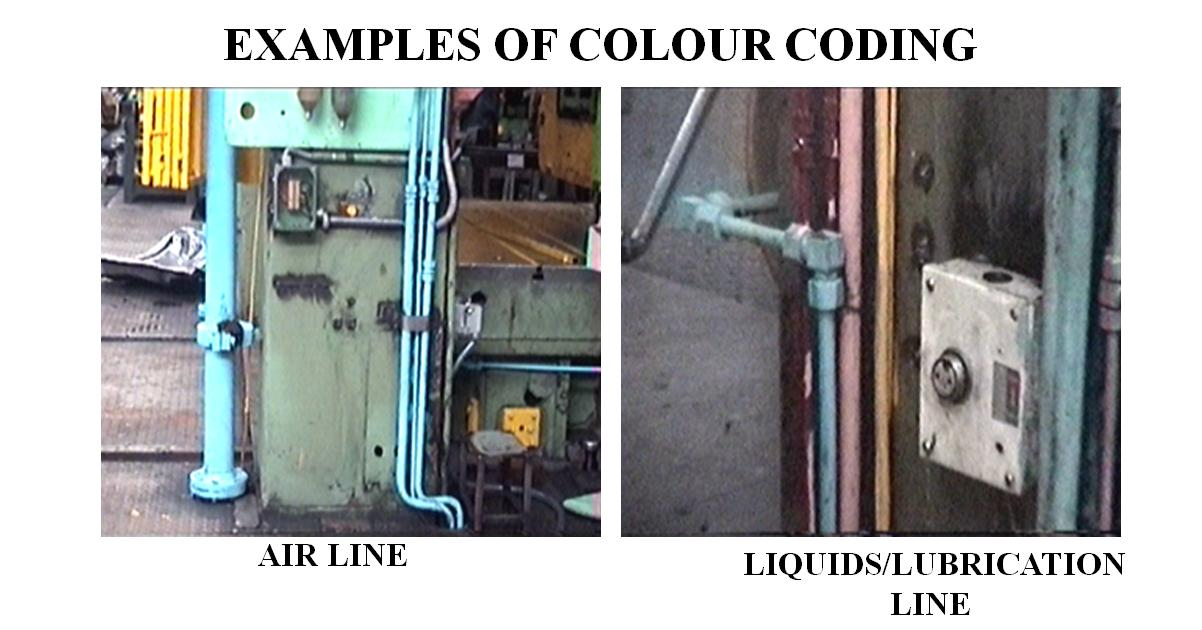 EXAMPLES OF COLOUR CODING
AIR LINE
LIQUIDS/LUBRICATION
LINE